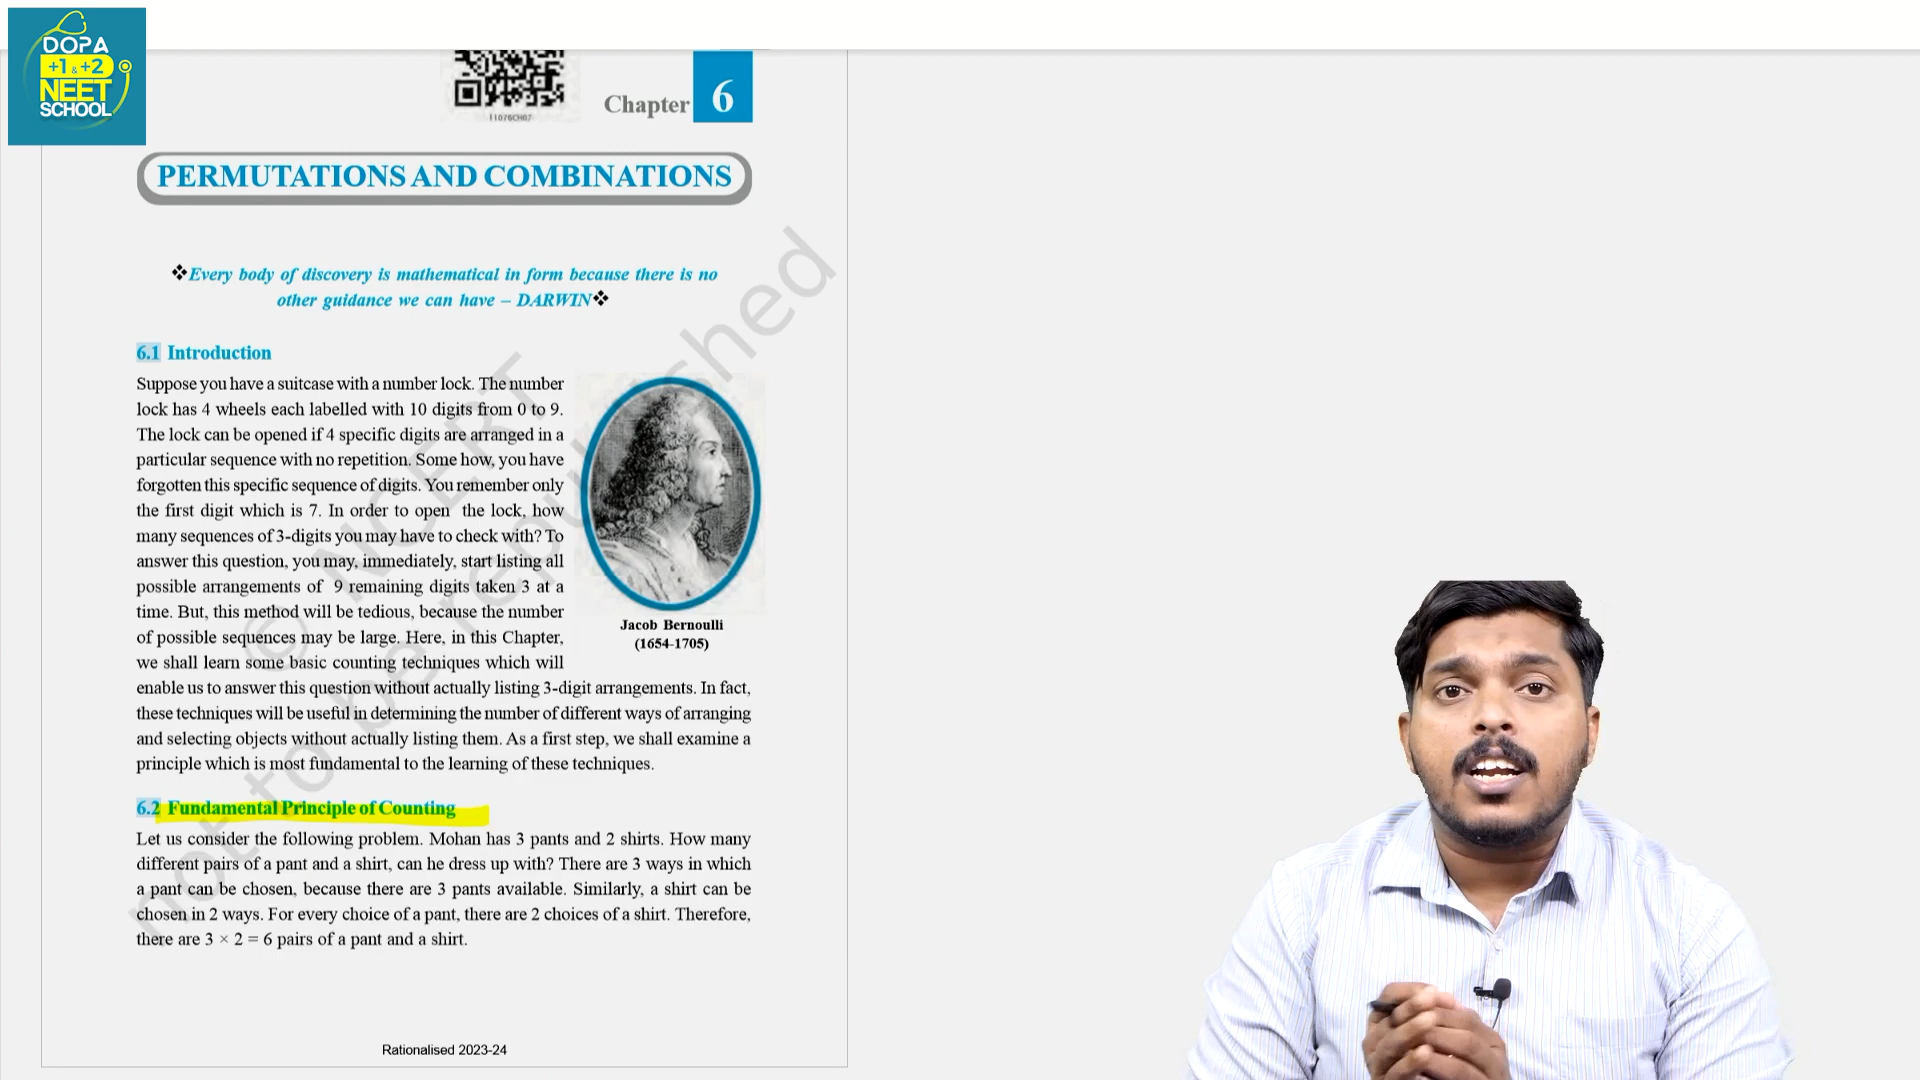 DOPA
+1 & +2
NEET
SCHOOL
11076CH07
Chapter 6
PERMUTATIONS AND COMBINATIONS
❖Every body of discovery is mathematical in form because there is no
other guidance we can have – DARWIN❖
6.1 Introduction
Suppose you have a suitcase with a number lock. The number
lock has 4 wheels each labelled with 10 digits from 0 to 9.
The lock can be opened if 4 specific digits are arranged in a
particular sequence with no repetition. Some how, you have
forgotten this specific sequence of digits. You remember only
the first digit which is 7. In order to open the lock, how
many sequences of 3-digits you may have to check with? To
answer this question, you may, immediately, start listing all
possible arrangements of 9 remaining digits taken 3 at a
time. But, this method will be tedious, because the number
of possible sequences may be large. Here, in this Chapter,
we shall learn some basic counting techniques which will
enable us to answer this question without actually listing 3-digit arrangements. In fact,
these techniques will be useful in determining the number of different ways of arranging
and selecting objects without actually listing them. As a first step, we shall examine a
principle which is most fundamental to the learning of these techniques.
Jacob Bernoulli
(1654-1705)
6.2 Fundamental Principle of Counting
Let us consider the following problem. Mohan has 3 pants and 2 shirts. How many
different pairs of a pant and a shirt, can he dress up with? There are 3 ways in which
a pant can be chosen, because there are 3 pants available. Similarly, a shirt can be
chosen in 2 ways. For every choice of a pant, there are 2 choices of a shirt. Therefore,
there are 3 × 2 = 6 pairs of a pant and a shirt.
Rationalised 2023-24
© NCERT
not to be republished